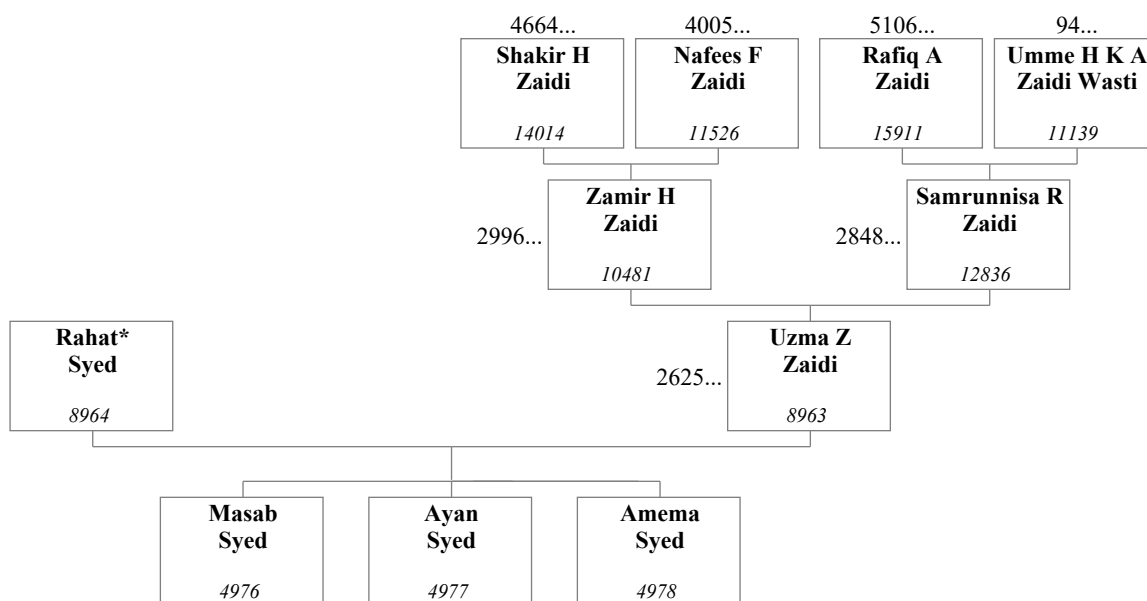 4664...
4005...
5106...
94...
Shakir H
Zaidi
14014
Nafees F
Zaidi
11526
Rafiq A
Zaidi
15911
Umme H K A
Zaidi Wasti
11139
2996...
Zamir H
Zaidi
10481
2848...
Samrunnisa R
Zaidi
12836
Rahat*
Syed
8964
2625...
Uzma Z
Zaidi
8963
Masab
Syed
4976
Ayan
Syed
4977
Amema
Syed
4978